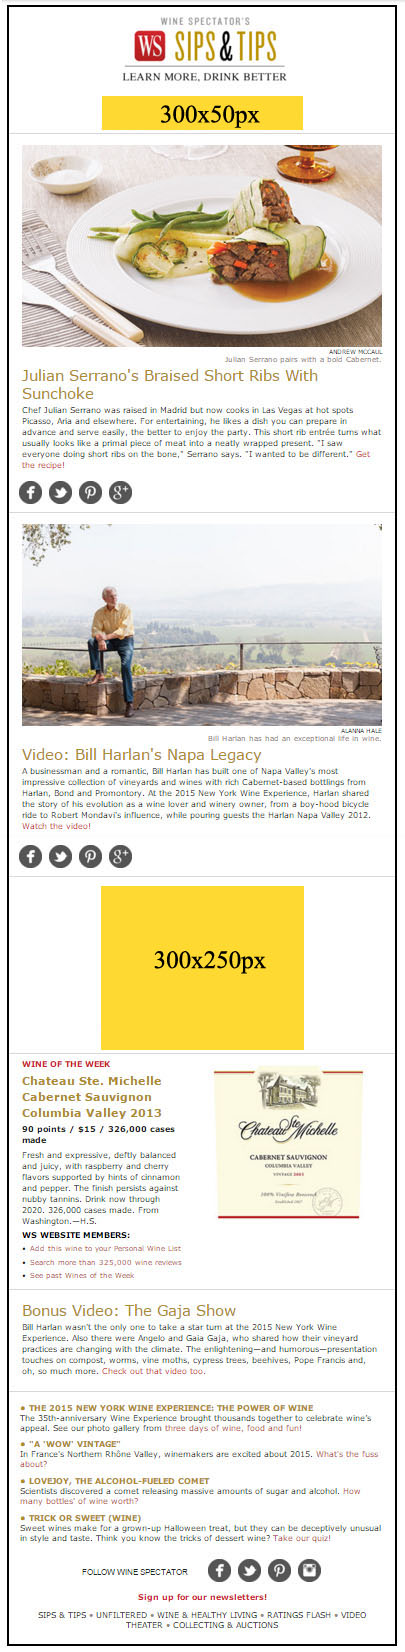 WINE SPECTATOR'S
WS SIPS & TIPS
LEARN MORE, DRINK BETTER
300x50px
ANDREW MCCAUL
Julian Serrano pairs with a bold Cabernet.
Julian Serrano's Braised Short Ribs With
Sunchoke
Chef Julian Serrano was raised in Madrid but now cooks in Las Vegas at hot spots
Picasso, Aria and elsewhere. For entertaining, he likes a dish you can prepare in
advance and serve easily, the better to enjoy the party. This short rib entrée turns what
usually looks like a primal piece of meat into a neatly wrapped present. "I saw
everyone doing short ribs on the bone," Serrano says. "I wanted to be different." Get
the recipe!
ALANNA HALE
Bill Harlan has had an exceptional life in wine.
Video: Bill Harlan's Napa Legacy
A businessman and a romantic, Bill Harlan has built one of Napa Valley's most
impressive collection of vineyards and wines with rich Cabernet-based bottlings from
Harlan, Bond and Promontory. At the 2015 New York Wine Experience, Harlan shared
the story of his evolution as a wine lover and winery owner, from a boy-hood bicycle
ride to Robert Mondavi's influence, while pouring guests the Harlan Napa Valley 2012.
Watch the video!
300x250px
WINE OF THE WEEK
Chateau Ste. Michelle
Cabernet Sauvignon
Columbia Valley 2013
90 points / $15 / 326,000 cases
made
Fresh and expressive, deftly balanced
and juicy, with raspberry and cherry
flavors supported by hints of cinnamon
and pepper. The finish persists against
nubby tannins. Drink now through
2020. 326,000 cases made. From
Washington.—H.S.
WS WEBSITE MEMBERS:
• Add this wine to your Personal Wine List
• Search more than 325,000 wine reviews
• See past Wines of the Week
Chateau Ste Michelle
CABERNET SAUVIGNON
COLUMBIA VALLEY
Bonus Video: The Gaja Show
Bill Harlan wasn't the only one to take a star turn at the 2015 New York Wine
Experience. Also there were Angelo and Gaia Gaja, who shared how their vineyard
practices are changing with the climate. The enlightening—and humorous—presentation
touches on compost, worms, vine moths, cypress trees, beehives, Pope Francis and,
oh, so much more. Check out that video too.
• THE 2015 NEW YORK WINE EXPERIENCE: THE POWER OF WINE
The 35th-anniversary Wine Experience brought thousands together to celebrate wine's
appeal. See our photo gallery from three days of wine, food and fun!
• "A 'WOW' VINTAGE"
In France's Northern Rhône Valley, winemakers are excited about 2015. What's the fuss
about?
• LOVEJOY, THE ALCOHOL-FUELED COMET
Scientists discovered a comet releasing massive amounts of sugar and alcohol. How
many bottles' of wine worth?
• TRICK OR SWEET (WINE)
Sweet wines make for a grown-up Halloween treat, but they can be deceptively unusual
in style and taste. Think you know the tricks of dessert wine? Take our quiz!
FOLLOW WINE SPECTATOR
Sign up for our newsletters!
SIPS & TIPS • UNFILTERED • WINE & HEALTHY LIVING • RATINGS FLASH • VIDEO
THEATER • COLLECTING & AUCTIONS